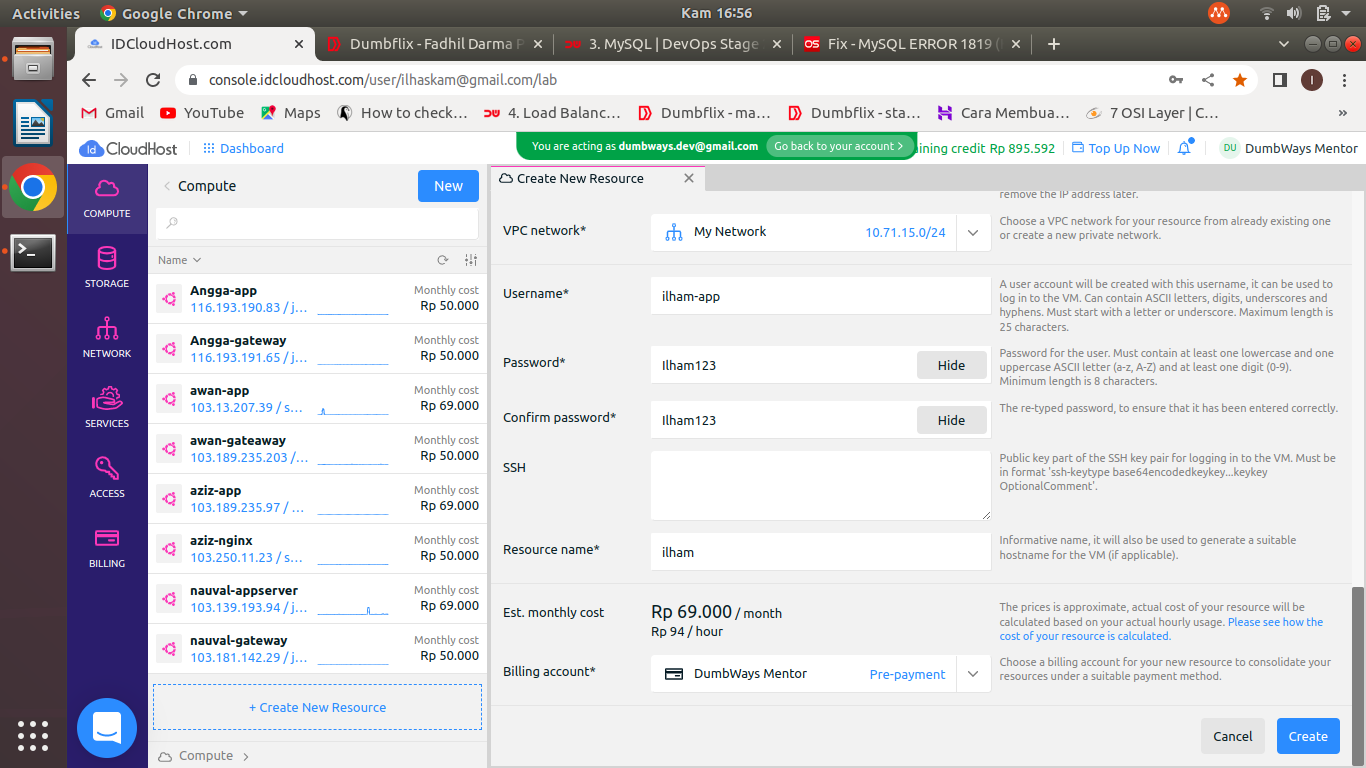 Activities
Google Chrome
Kam 16:56
IDCloudHost.com
Dumbflix - Fadhil Darma P
3. MySQL | DevOps Stage
Fix - MySQL ERROR 1819 (
console.idcloudhost.com/user/ilhaskam@gmail.com/lab
I
Gmail
YouTube
Maps
How to check...
4. Load Balanc...
Dumbflix - ma...
Dumbflix - sta...
Cara Membua...
7 OSI Layer | C...
»
Id CloudHost
Dashboard
You are acting as dumbways.dev@gmail.com
Go back to your account >
ining credit Rp 895.592
Top Up Now
DU
DumbWays Mentor
COMPUTE
STORAGE
NETWORK
SERVICES
ACCESS
BILLING
Compute
New
Name
Angga-app
Monthly cost
116.193.190.83 / j...
Rp 50.000
Angga-gateway
Monthly cost
116.193.191.65 / j...
Rp 50.000
awan-app
Monthly cost
103.13.207.39 / s...
Rp 69.000
awan-gateaway
Monthly cost
103.189.235.203 /...
Rp 50.000
aziz-app
Monthly cost
103.189.235.97 / ...
Rp 69.000
aziz-nginx
Monthly cost
103.250.11.23 / s...
Rp 50.000
nauval-appserver
Monthly cost
103.139.193.94 / j...
Rp 69.000
nauval-gateway
Monthly cost
103.181.142.29 / j...
Rp 50.000
+ Create New Resource
Compute
Create New Resource
remove the IP address later.
VPC network*
My Network
10.71.15.0/24
Choose a VPC network for your resource from already existing one
or create a new private network.
Username*
ilham-app
A user account will be created with this username, it can be used to
log in to the VM. Can contain ASCII letters, digits, underscores and
hyphens. Must start with a letter or underscore. Maximum length is
25 characters.
Password*
Ilham123
Hide
Password for the user. Must contain at least one lowercase and one
uppercase ASCII letter (a-z, A-Z) and at least one digit (0-9).
Minimum length is 8 characters.
Confirm password*
Ilham123
Hide
The re-typed password, to ensure that it has been entered correctly.
SSH
Public key part of the SSH key pair for logging in to the VM. Must be
in format 'ssh-keytype base64encodedkeykey...keykey
OptionalComment'.
Resource name*
ilham
Informative name, it will also be used to generate a suitable
hostname for the VM (if applicable).
Est. monthly cost
Rp 69.000 / month
Rp 94 / hour
The prices is approximate, actual cost of your resource will be
calculated based on your actual hourly usage. Please see how the
cost of your resource is calculated.
Billing account*
DumbWays Mentor
Pre-payment
Choose a billing account for your new resource to consolidate your
resources under a suitable payment method.
Cancel
Create